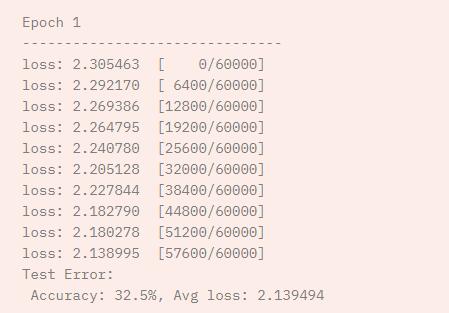 Epoch 1
-------------------------------
loss: 2.305463  [    0/60000]
loss: 2.292170  [ 6400/60000]
loss: 2.269386  [12800/60000]
loss: 2.264795  [19200/60000]
loss: 2.240780  [25600/60000]
loss: 2.205128  [32000/60000]
loss: 2.227844  [38400/60000]
loss: 2.182790  [44800/60000]
loss: 2.180278  [51200/60000]
loss: 2.138995  [57600/60000]
Test Error:
 Accuracy: 32.5%, Avg loss: 2.139494